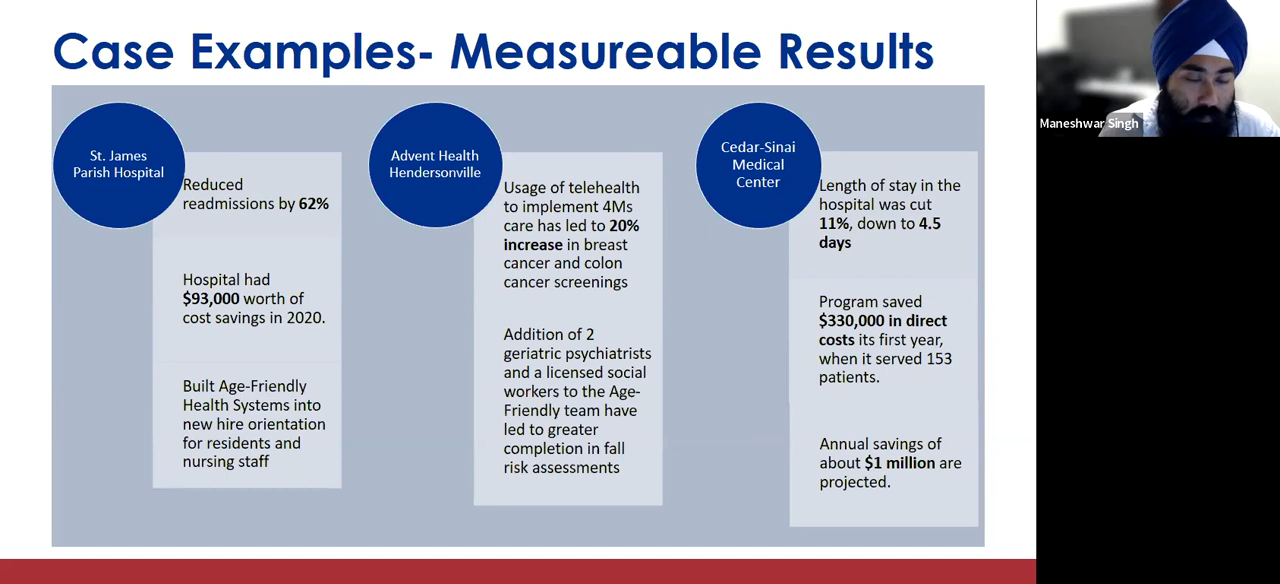 Case Examples- Measureable Results
St. James
Parish Hospital
Reduced
readmissions by 62%
Hospital had
$93,000 worth of
cost savings in 2020.
Built Age-Friendly
Health Systems into
new hire orientation
for residents and
nursing staff
Advent Health
Hendersonville
Usage of telehealth
to implement 4Ms
care has led to 20%
increase in breast
cancer and colon
cancer screenings
Addition of 2
geriatric psychiatrists
and a licensed social
workers to the Age-
Friendly team have
led to greater
completion in fall
risk assessments
Cedar-Sinai
Medical
Center
Length of stay in the
hospital was cut
11%, down to 4.5
days
Program saved
$330,000 in direct
costs its first year,
when it served 153
patients.
Annual savings of
about $1 million are
projected.
Maneshwar Singh